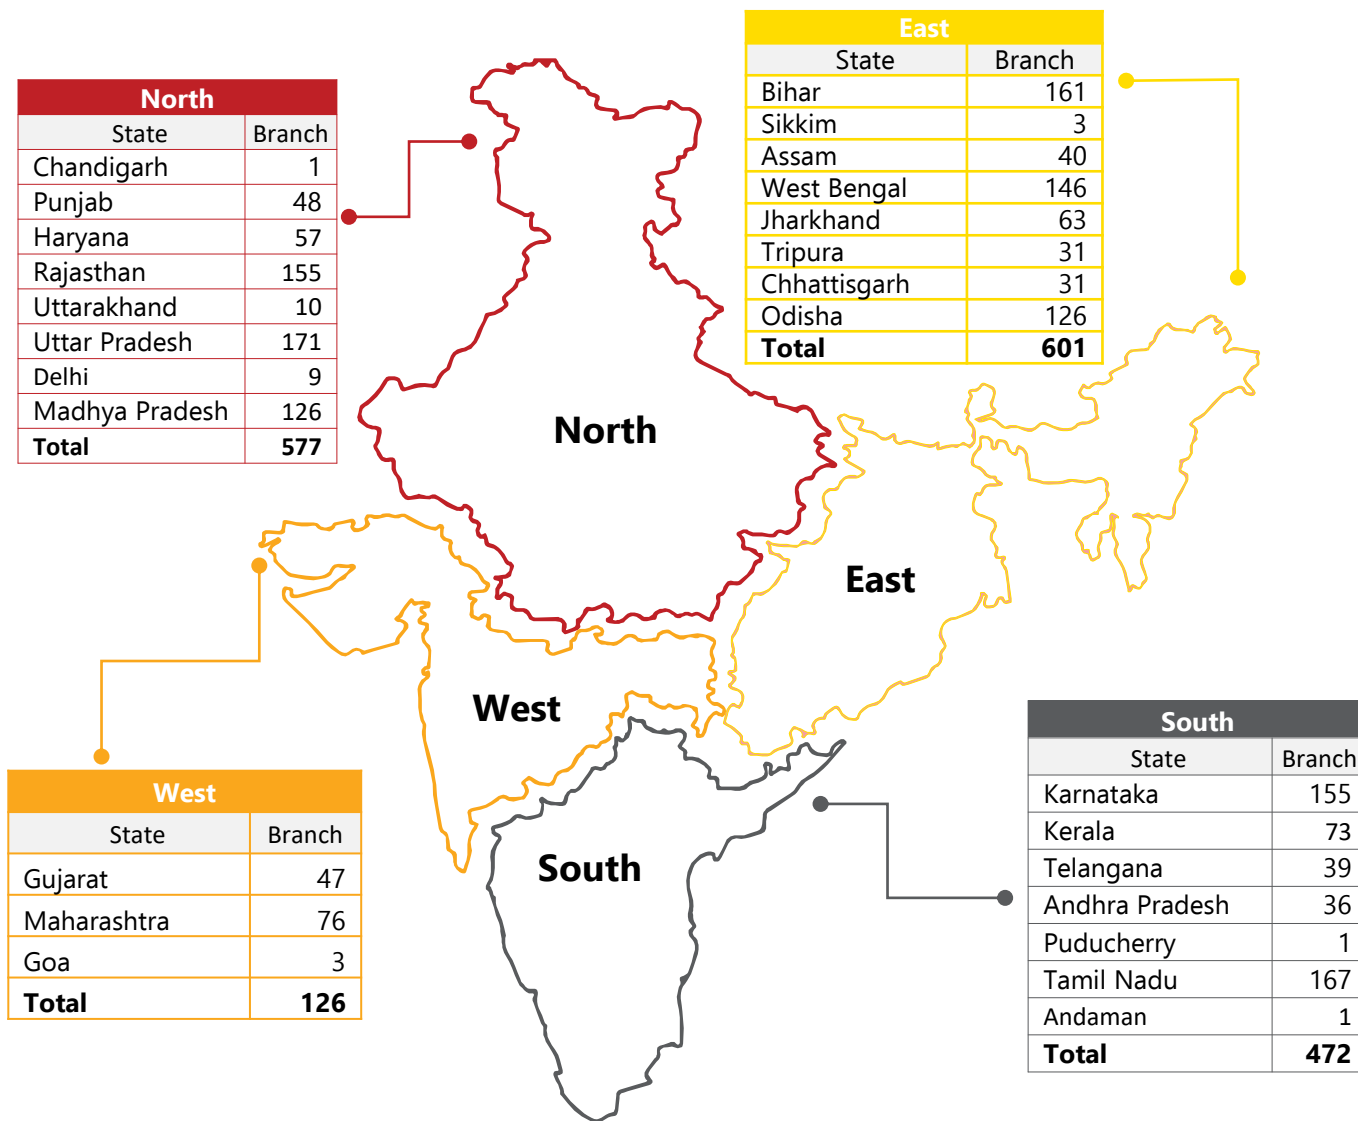 North
State Branch
Chandigarh 1
Punjab 48
Haryana 57
Rajasthan 155
Uttarakhand 10
Uttar Pradesh 171
Delhi 9
Madhya Pradesh 126
Total 577
East
State Branch
Bihar 161
Sikkim 3
Assam 40
West Bengal 146
Jharkhand 63
Tripura 31
Chhattisgarh 31
Odisha 126
Total 601
North
East
West
South
West
State Branch
Gujarat 47
Maharashtra 76
Goa 3
Total 126
South
State Branch
Karnataka 155
Kerala 73
Telangana 39
Andhra Pradesh 36
Puducherry 1
Tamil Nadu 167
Andaman 1
Total 472